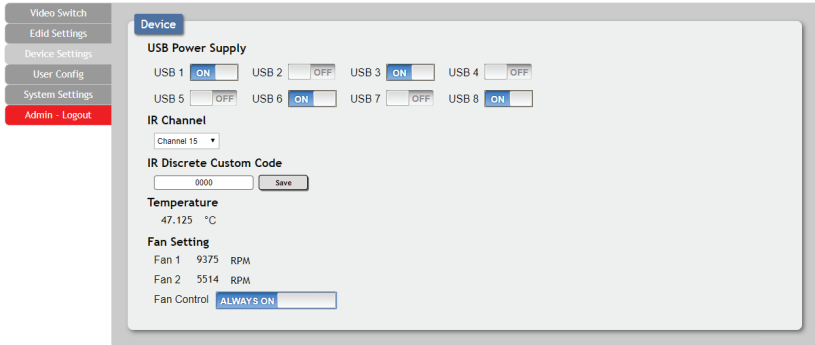 Video Switch
Edid Settings
Device Settings
User Config
System Settings
Admin - Logout
Device
USB Power Supply
USB 1 ON USB 2 OFF USB 3 ON USB 4 OFF
USB 5 OFF USB 6 ON USB 7 OFF USB 8 ON
IR Channel
Channel 15
IR Discrete Custom Code
0000 Save
Temperature
47.125 °C
Fan Setting
Fan 1 9375 RPM
Fan 2 5514 RPM
Fan Control ALWAYS ON